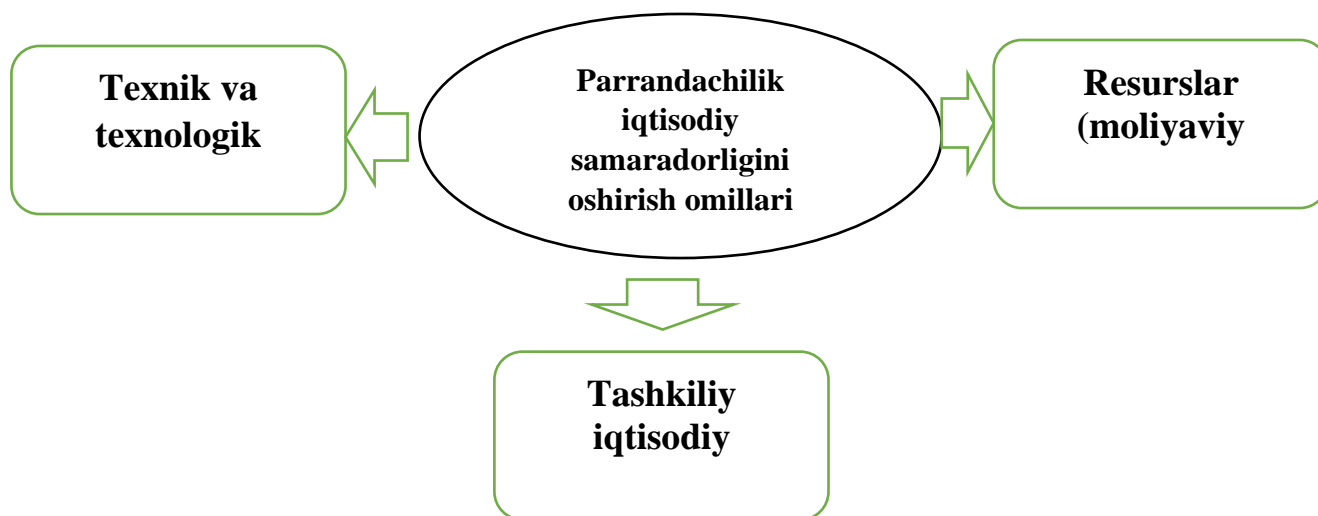 Texnik va
texnologik
Parrandachilik
iqtisodiy
samaradorligini
oshirish omillari
Resurslar
(moliyaviy
Tashkiliy
iqtisodiy